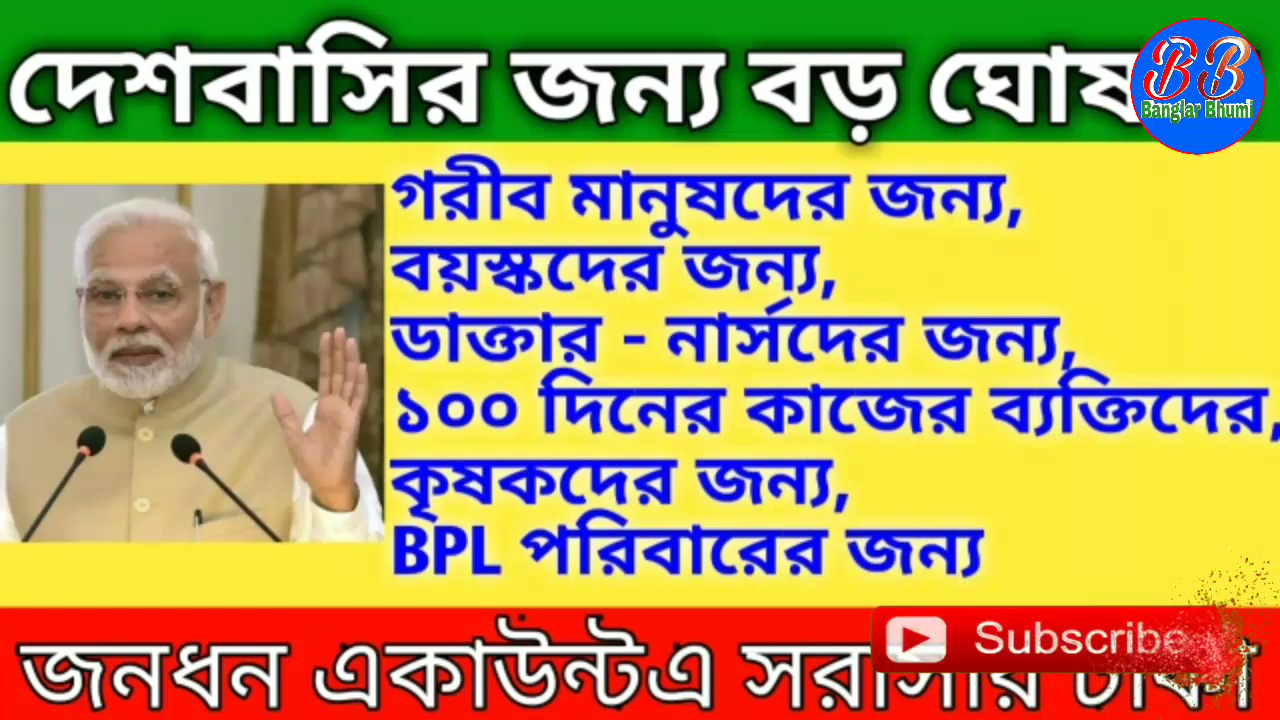 দেশবাসির জন্য বড়
BB
Banglar Bhumi
গরীব মানুষদের জন্য,
বয়স্কদের জন্য,
ডাক্তার - নার্সদের জন্য,
১০০ দিনের কাজের ব্যক্তিদের,
কৃষকদের জন্য,
BPL পরিবারের জন্য
জনধন একাউন্টএ
Subscribe